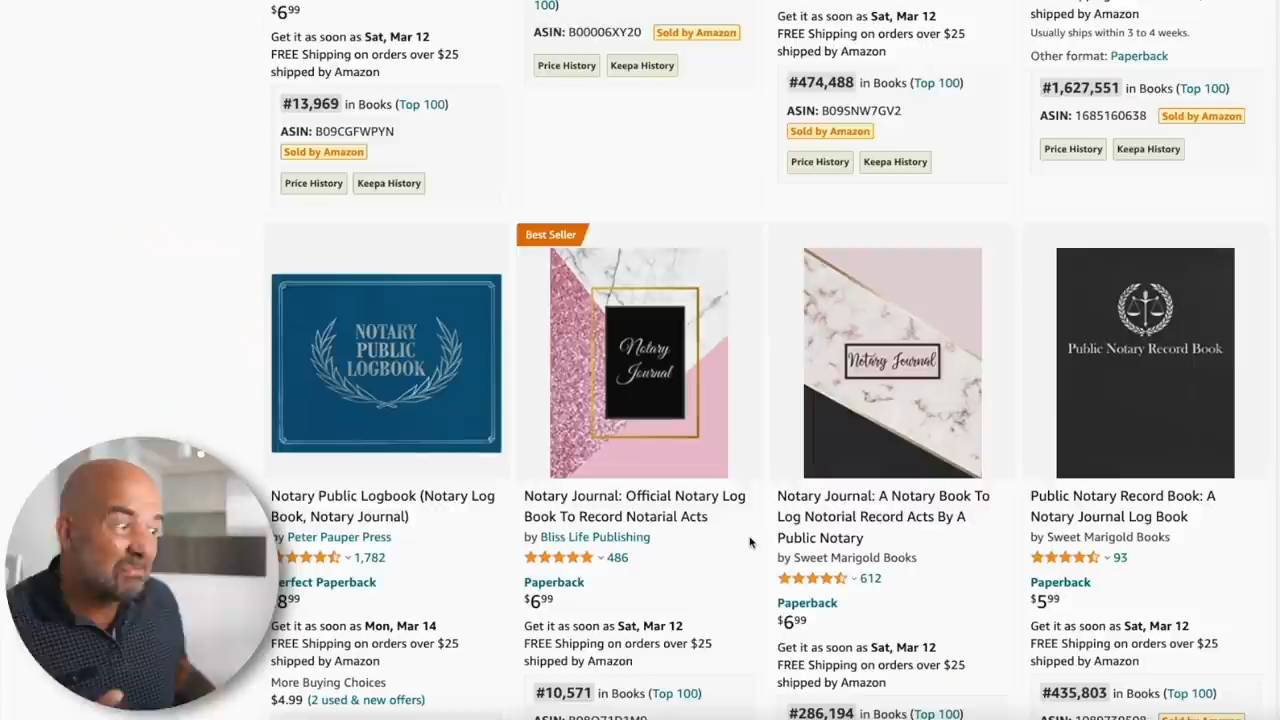 $6.99
Get it as soon as Sat, Mar 12
FREE Shipping on orders over $25
shipped by Amazon
#13,969 in Books (Top 100)
ASIN: B09CGFWPYN
Sold by Amazon
Price History Keepa History
100)
ASIN: B00006XY20 Sold by Amazon
Price History Keepa History
Get it as soon as Sat, Mar 12
FREE Shipping on orders over $25
shipped by Amazon
#474,488 in Books (Top 100)
ASIN: B09SNW7GV2
Sold by Amazon
Price History Keepa History
shipped by Amazon
Usually ships within 3 to 4 weeks.
Other format: Paperback
#1,627,551 in Books (Top 100)
ASIN: 1685160638 Sold by Amazon
Price History Keepa History
NOTARY
PUBLIC
LOGBOOK
Notary Public Logbook (Notary Log
Book, Notary Journal)
by Peter Pauper Press
1,782
Perfect Paperback
$8.99
Get it as soon as Mon, Mar 14
FREE Shipping on orders over $25
shipped by Amazon
More Buying Choices
$4.99 (2 used & new offers)
Best Seller
Notary
Journal
Notary Journal: Official Notary Log
Book To Record Notarial Acts
by Bliss Life Publishing
486
Paperback
$6.99
Get it as soon as Sat, Mar 12
FREE Shipping on orders over $25
shipped by Amazon
#10,571 in Books (Top 100)
Notary Journal
Notary Journal: A Notary Book To
Log Notorial Record Acts By A
Public Notary
by Sweet Marigold Books
612
Paperback
$6.99
Get it as soon as Sat, Mar 12
FREE Shipping on orders over $25
shipped by Amazon
#286,194 in Books (Top 100)
Public Notary Record Book
Public Notary Record Book: A
Notary Journal Log Book
by Sweet Marigold Books
93
Paperback
$5.99
Get it as soon as Sat, Mar 12
FREE Shipping on orders over $25
shipped by Amazon
#435,803 in Books (Top 100)